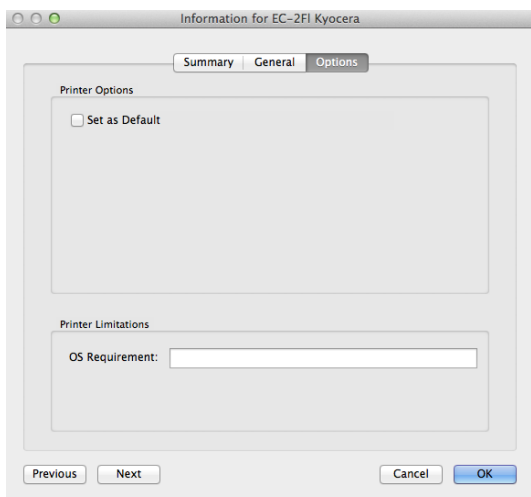 Information for EC-2Fl Kyocera
Summary General Options
Printer Options
Set as Default
Printer Limitations
OS Requirement:
Previous Next Cancel OK